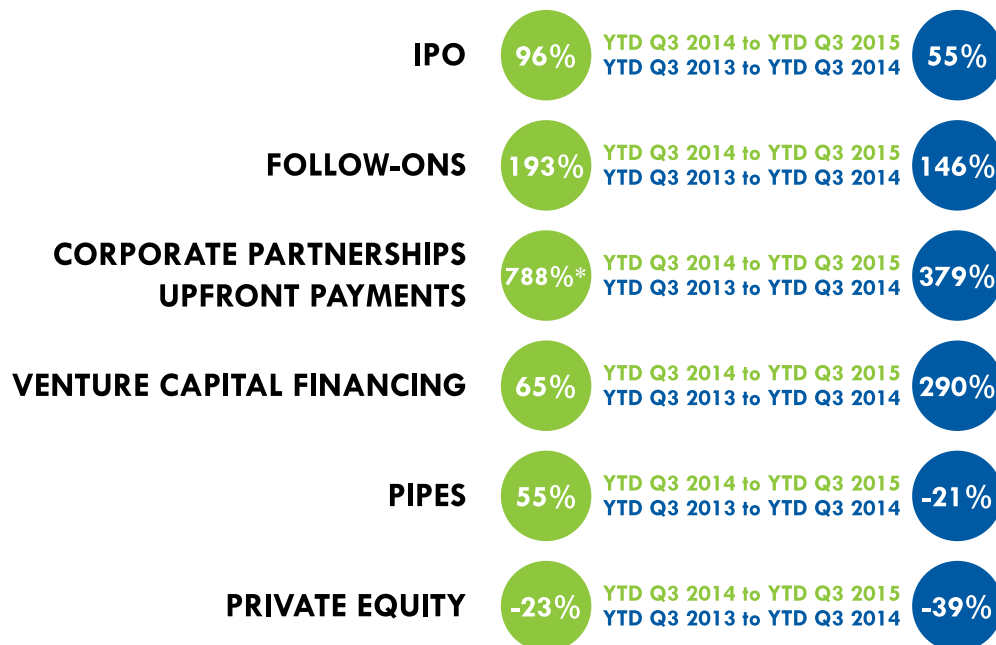 IPO 96% YTD Q3 2014 to YTD Q3 2015 55%
YTD Q3 2013 to YTD Q3 2014
FOLLOW-ONS 193% YTD Q3 2014 to YTD Q3 2015 146%
YTD Q3 2013 to YTD Q3 2014
CORPORATE PARTNERSHIPS
UPFRONT PAYMENTS 788%* YTD Q3 2014 to YTD Q3 2015 379%
YTD Q3 2013 to YTD Q3 2014
VENTURE CAPITAL FINANCING 65% YTD Q3 2014 to YTD Q3 2015 290%
YTD Q3 2013 to YTD Q3 2014
PIPES 55% YTD Q3 2014 to YTD Q3 2015 -21%
YTD Q3 2013 to YTD Q3 2014
PRIVATE EQUITY -23% YTD Q3 2014 to YTD Q3 2015 -39%
YTD Q3 2013 to YTD Q3 2014